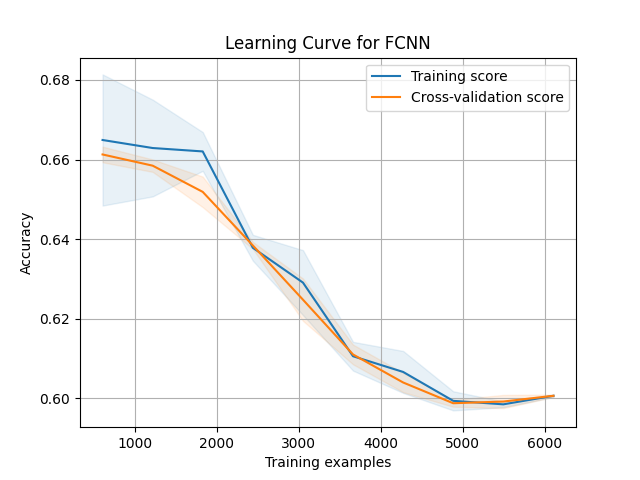 Learning Curve for FCNN
Training score
Cross-validation score
Accuracy
0.68
0.66
0.64
0.62
0.60
1000 2000 3000 4000 5000 6000
Training examples